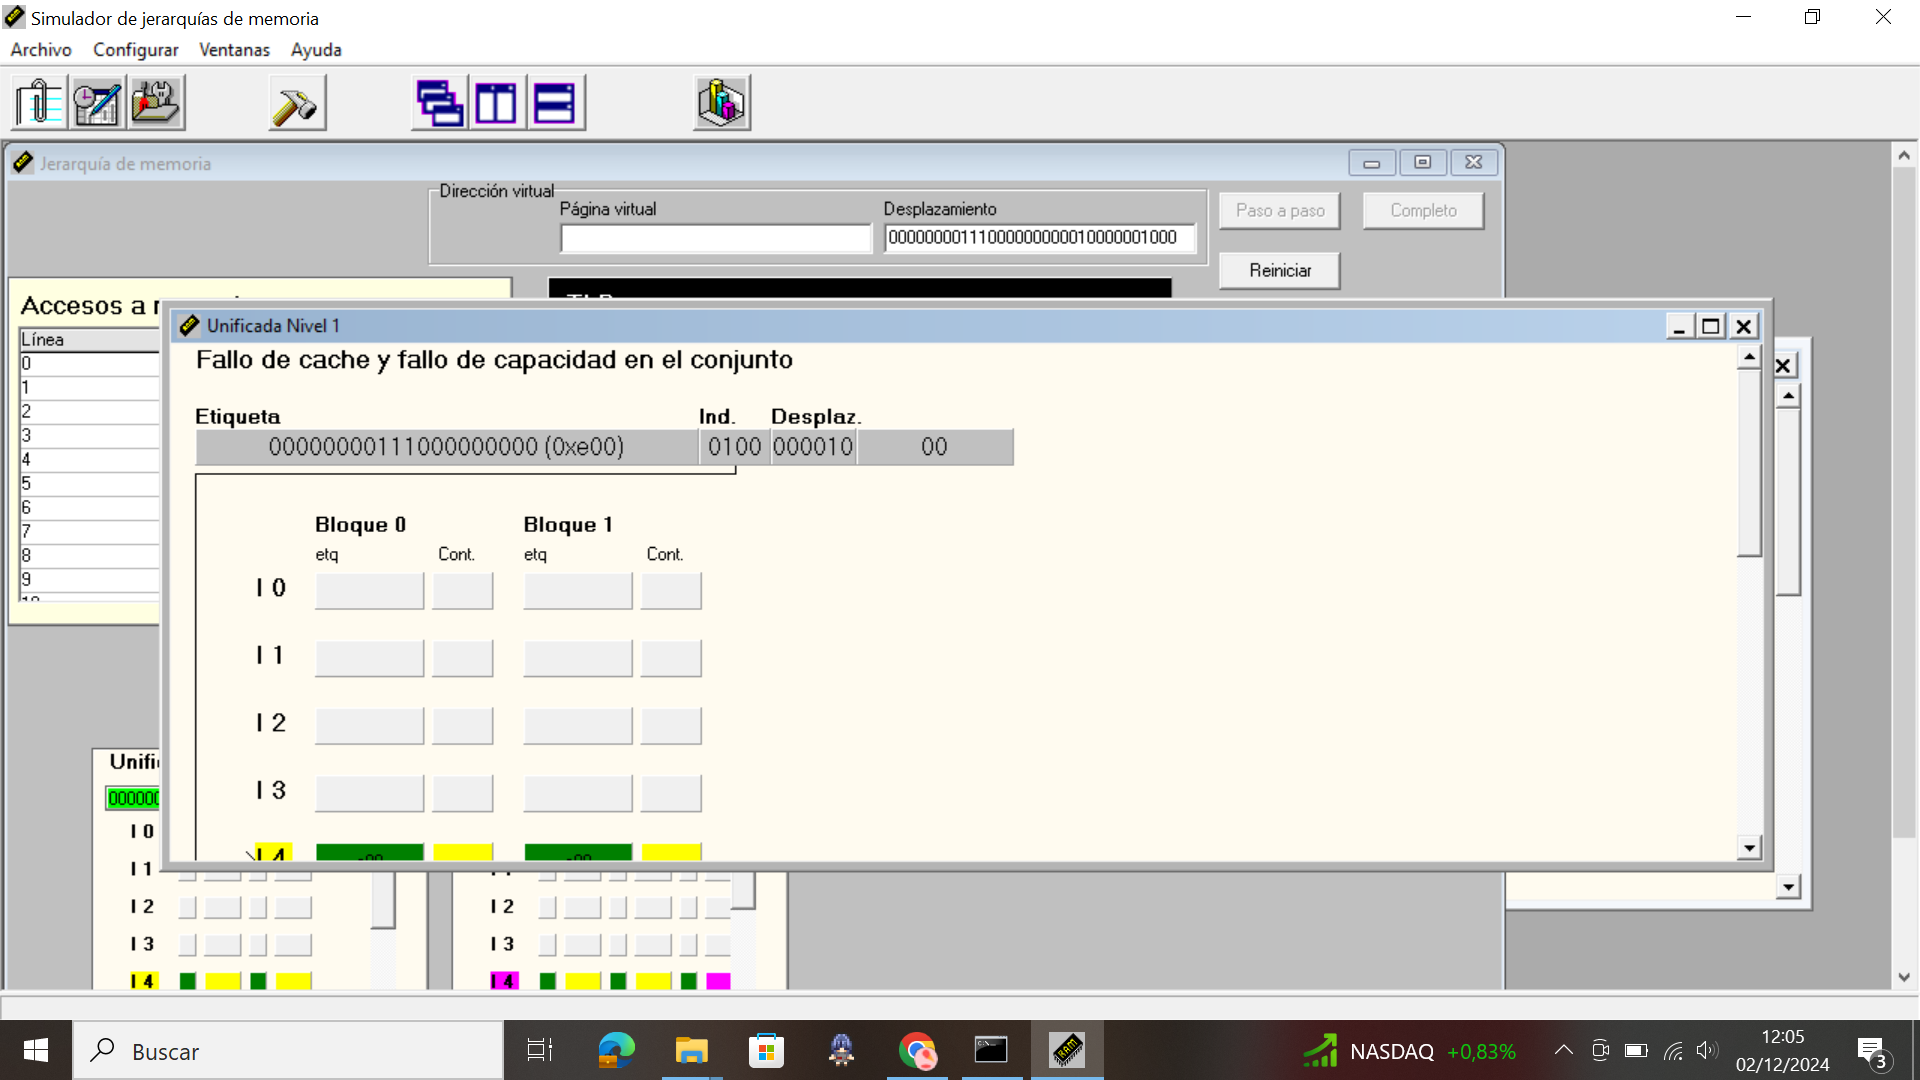 Simulador de jerarquías de memoria
Archivo Configurar Ventanas Ayuda
Jerarquía de memoria
Dirección virtual
Página virtual Desplazamiento
00000000111000000000010000001000
Paso a paso Completo
Reiniciar
Accesos a
Línea
0
1
2
3
4
5
6
7
8
9
Unificada Nivel 1
Fallo de cache y fallo de capacidad en el conjunto
Etiqueta Ind. Desplaz.
000000001110000000000 (0xe00) 0100 000010 00
Bloque 0 Bloque 1
etq Cont. etq Cont.
I 0
I 1
I 2
I 3
I 4
I 0
I 1
I 2 I 2
I 3 I 3
I 4 I 4
Buscar
NASDAQ +0,83%
12:05
02/12/2024
3